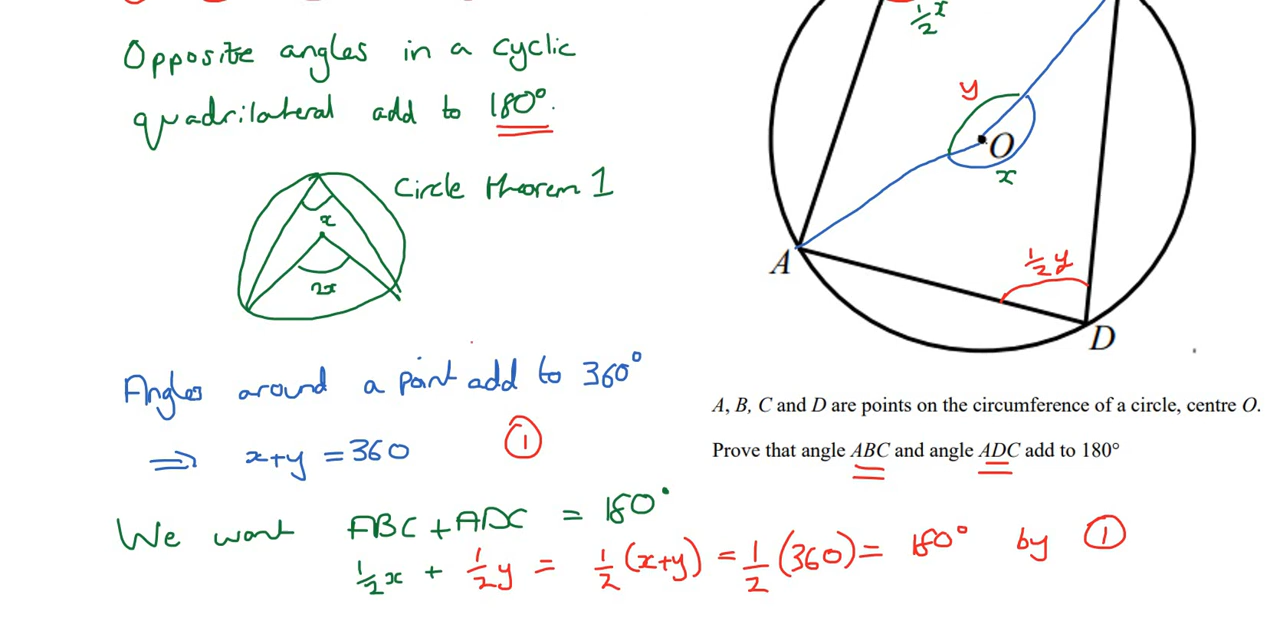 Opposite angles in a cyclic
quadrilateral add to 180°.
Circle theorem 1
x
2x
Angles around a point add to 360°
⇒ x+y = 360 ①
We want ABC + ADC = 180°
½x + ½y = ½(x+y) = ½(360) = 180° by ①
½x
y
O
x
A
½y
D
A, B, C and D are points on the circumference of a circle, centre O.
Prove that angle ABC and angle ADC add to 180°